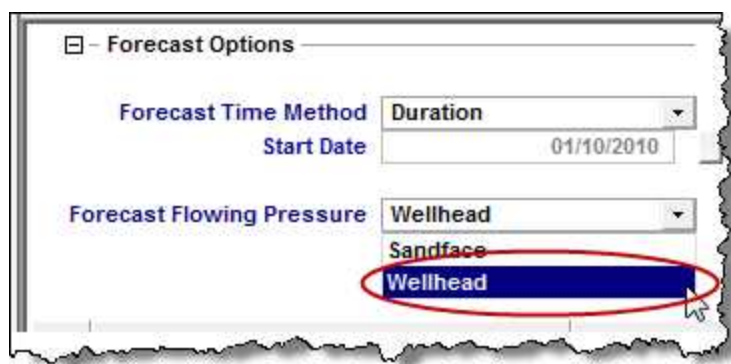 Forecast Options
Forecast Time Method Duration
Start Date 01/10/2010
Forecast Flowing Pressure Wellhead
Sandface
Wellhead